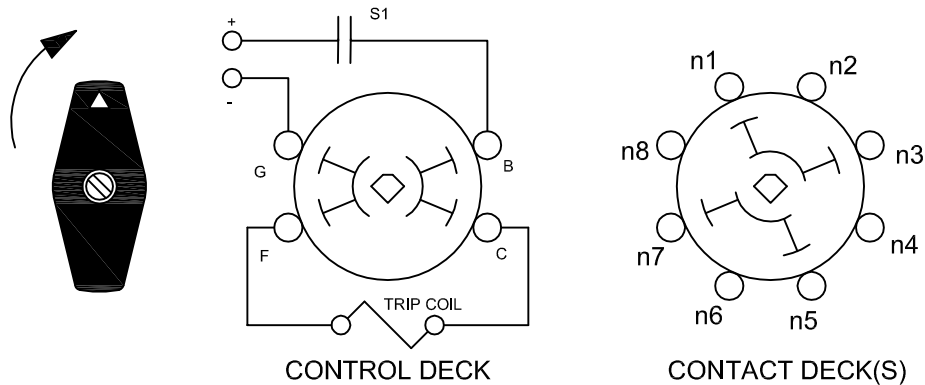 S1
+
-
G
B
F
C
TRIP COIL
CONTROL DECK
n1
n2
n8
n3
n7
n4
n6
n5
CONTACT DECK(S)